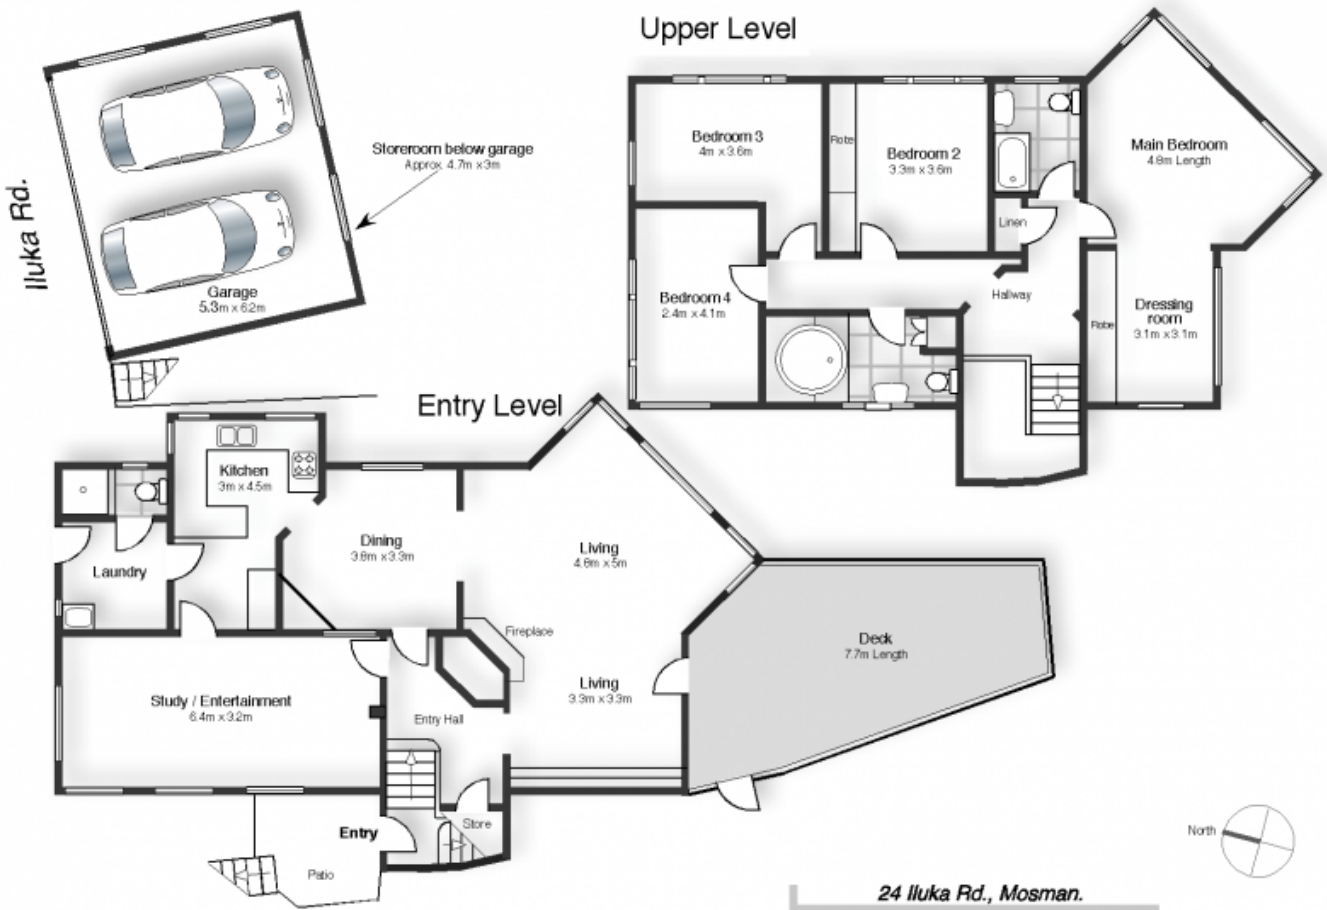 Upper Level
Iluka Rd.
Storeroom below garage
Approx. 4.7m x 3m
Garage
5.3m x 6.2m
Bedroom 3
4m x 3.6m
Robe
Bedroom 2
3.3m x 3.6m
Main Bedroom
4.8m Length
Linen
Bedroom 4
2.4m x 4.1m
Hallway
Robe
Dressing
room
3.1m x 3.1m
Entry Level
Kitchen
3m x 4.5m
Dining
3.8m x 3.3m
Living
4.8m x 5m
Laundry
Fireplace
Deck
7.7m Length
Study / Entertainment
6.4m x 3.2m
Living
3.3m x 3.3m
Entry Hall
Entry
Store
Patio
North
24 Iluka Rd., Mosman.